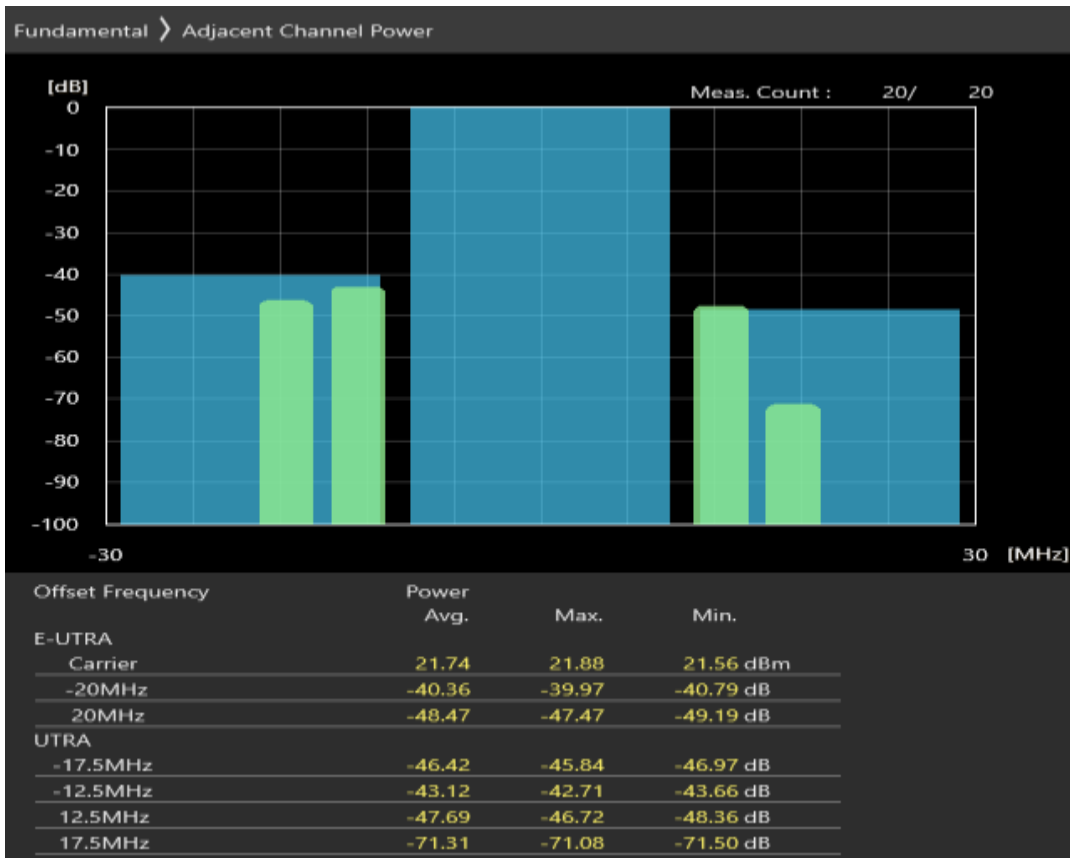 Fundamental ❯ Adjacent Channel Power
[dB]
Meas. Count : 20/ 20
0
-10
-20
-30
-40
-50
-60
-70
-80
-90
-100
-30 30 [MHz]
Offset Frequency Power
Avg. Max. Min.
E-UTRA
Carrier 21.74 21.88 21.56 dBm
-20MHz -40.36 -39.97 -40.79 dB
20MHz -48.47 -47.47 -49.19 dB
UTRA
-17.5MHz -46.42 -45.84 -46.97 dB
-12.5MHz -43.12 -42.71 -43.66 dB
12.5MHz -47.69 -46.72 -48.36 dB
17.5MHz -71.31 -71.08 -71.50 dB